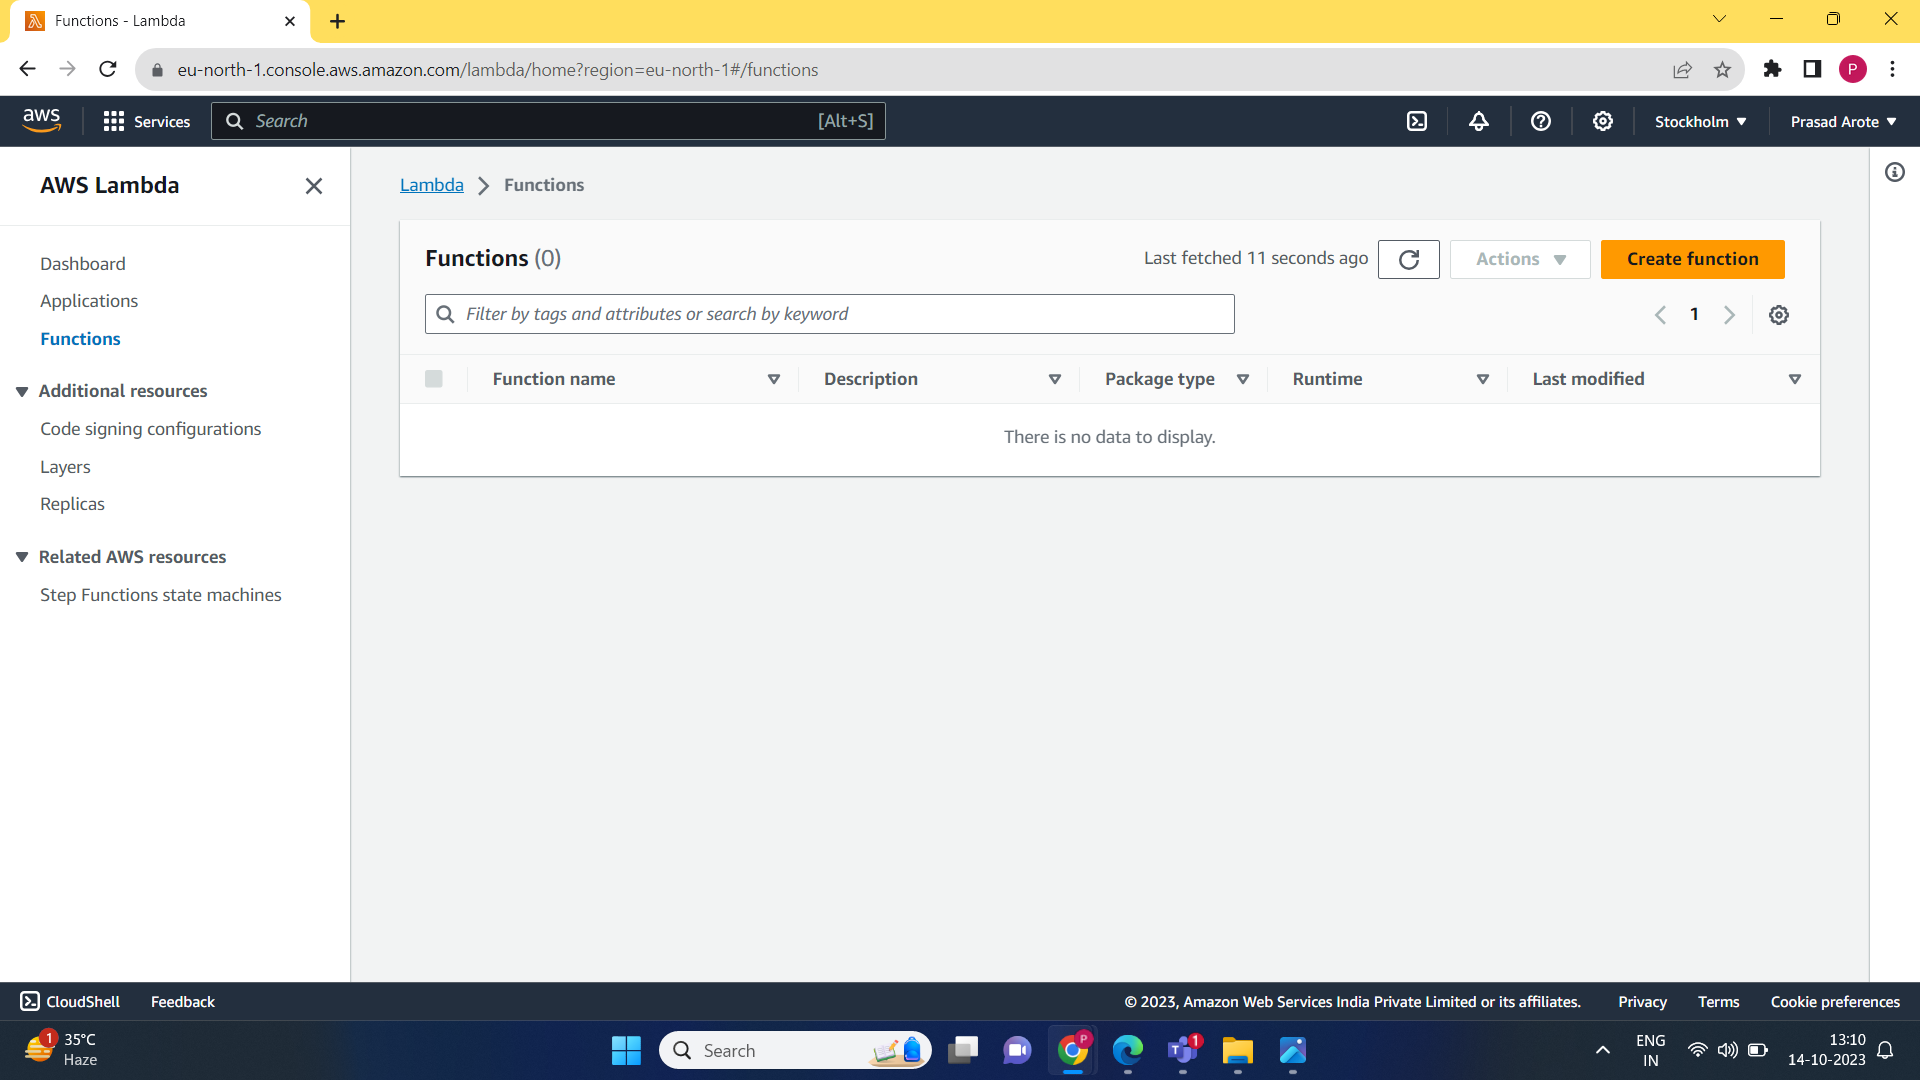 Functions - Lambda
eu-north-1.console.aws.amazon.com/lambda/home?region=eu-north-1#/functions
P
aws
Services
Search
[Alt+S]
Stockholm
Prasad Arote
AWS Lambda
Dashboard
Applications
Functions
Additional resources
Code signing configurations
Layers
Replicas
Related AWS resources
Step Functions state machines
Lambda
Functions
Functions (0)
Last fetched 11 seconds ago
Actions
Create function
Filter by tags and attributes or search by keyword
1
Function name
Description
Package type
Runtime
Last modified
There is no data to display.
CloudShell
Feedback
© 2023, Amazon Web Services India Private Limited or its affiliates.
Privacy
Terms
Cookie preferences
1
35°C
Haze
Search
P
T
1
ENG
IN
13:10
14-10-2023